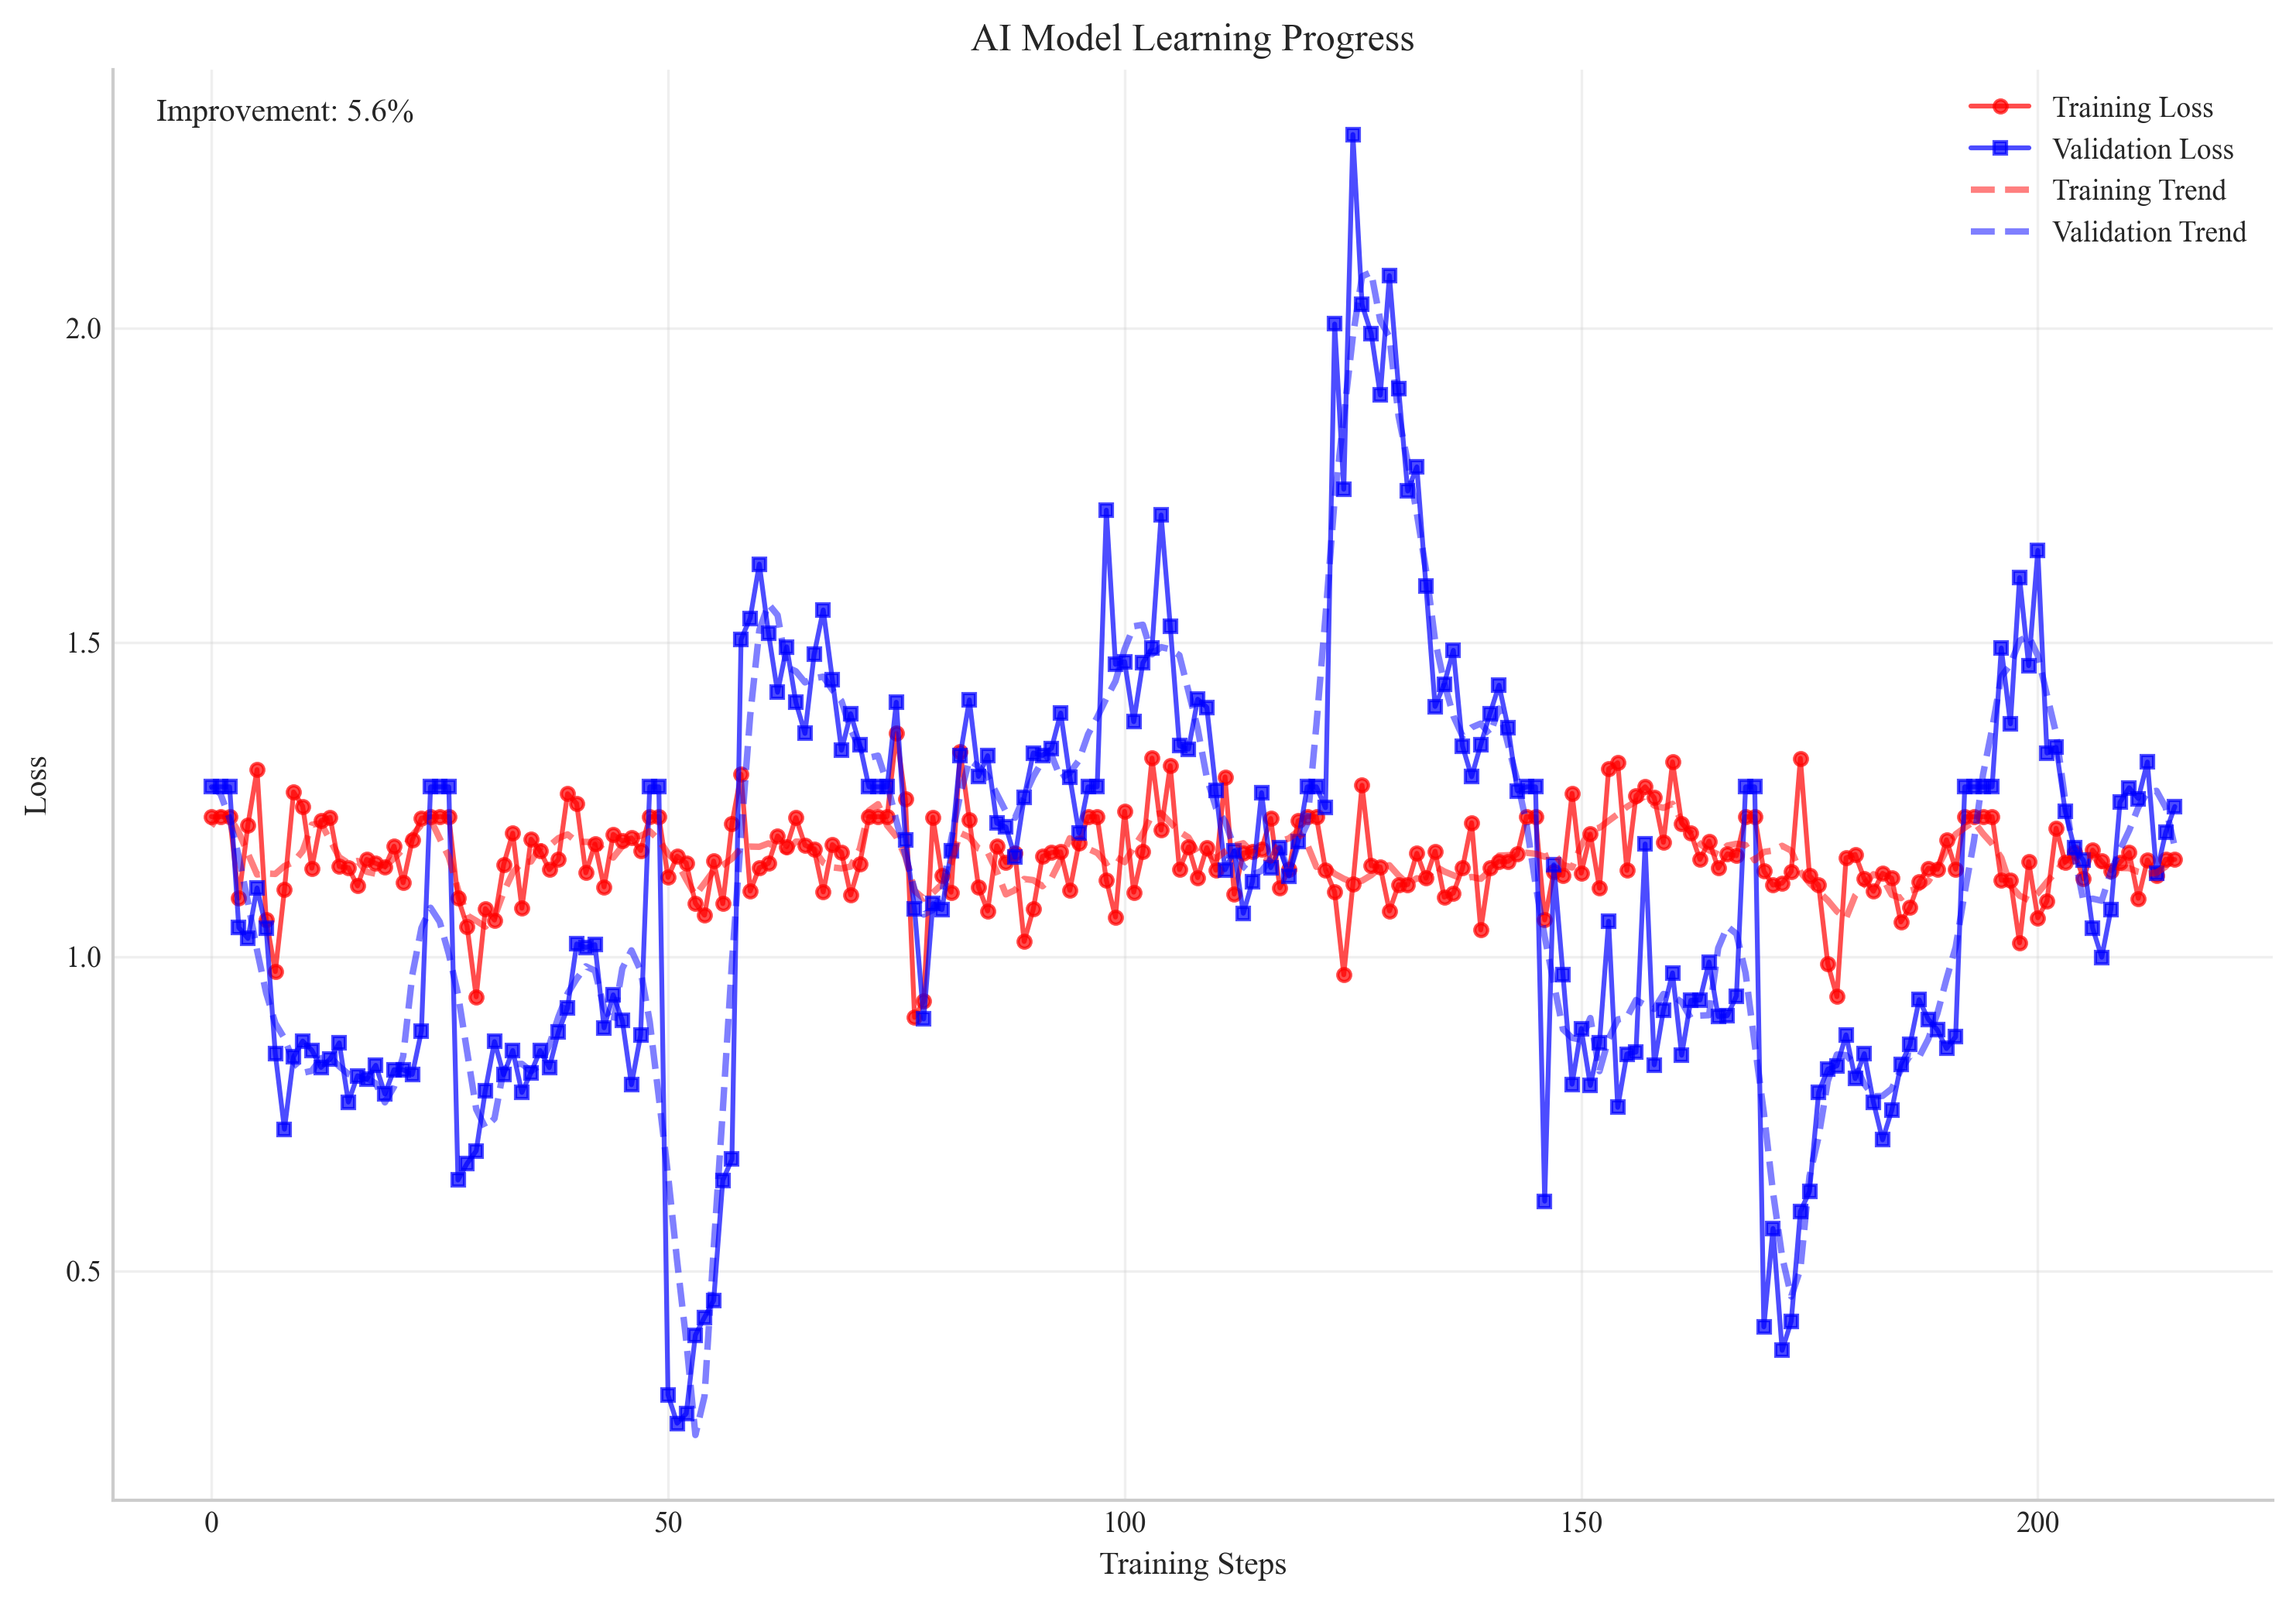 AI Model Learning Progress
Improvement: 5.6%
Training Loss
Validation Loss
Training Trend
Validation Trend
Loss
2.0
1.5
1.0
0.5
0 50 100 150 200
Training Steps